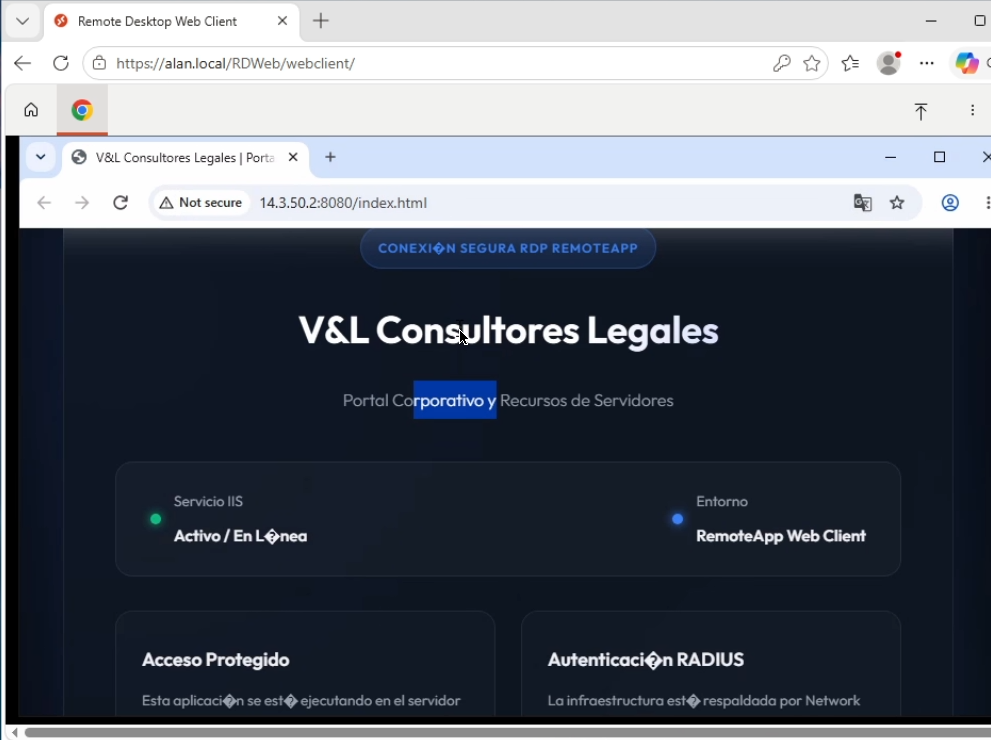 Remote Desktop Web Client
https://alan.local/RDWeb/webclient/
V&L Consultores Legales | Porta
Not secure
14.3.50.2:8080/index.html
CONEXI�N SEGURA RDP REMOTEAPP
V&L Consultores Legales
Portal Corporativo y Recursos de Servidores
Servicio IIS
Activo / En L�nea
Entorno
RemoteApp Web Client
Acceso Protegido
Esta aplicaci�n se est� ejecutando en el servidor
Autenticaci�n RADIUS
La infraestructura est� respaldada por Network